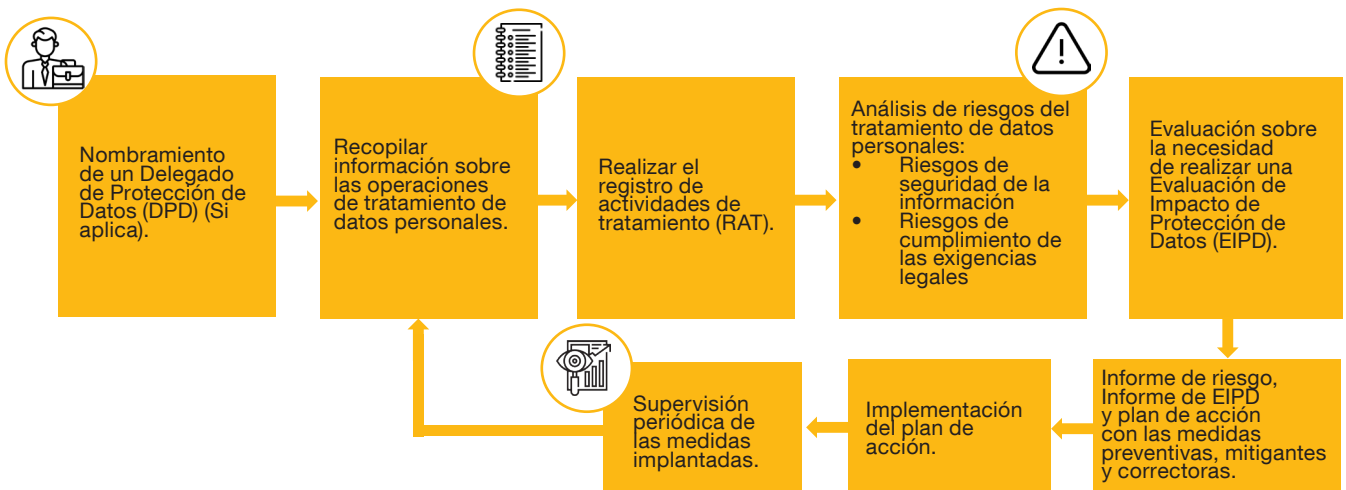 Nombramiento
de un Delegado
de Protección de
Datos (DPD) (Si
aplica).
Recopilar
información sobre
las operaciones
de tratamiento de
datos personales.
Realizar el
registro de
actividades de
tratamiento (RAT).
Análisis de riesgos del
tratamiento de datos
personales:
• Riesgos de
seguridad de la
información
• Riesgos de
cumplimiento de
las exigencias
legales
Evaluación sobre
la necesidad
de realizar una
Evaluación de
Impacto de
Protección de
Datos (EIPD).
Informe de riesgo,
Informe de EIPD
y plan de acción
con las medidas
preventivas, mitigantes
y correctoras.
Implementación
del plan de
acción.
Supervisión
periódica de
las medidas
implantadas.